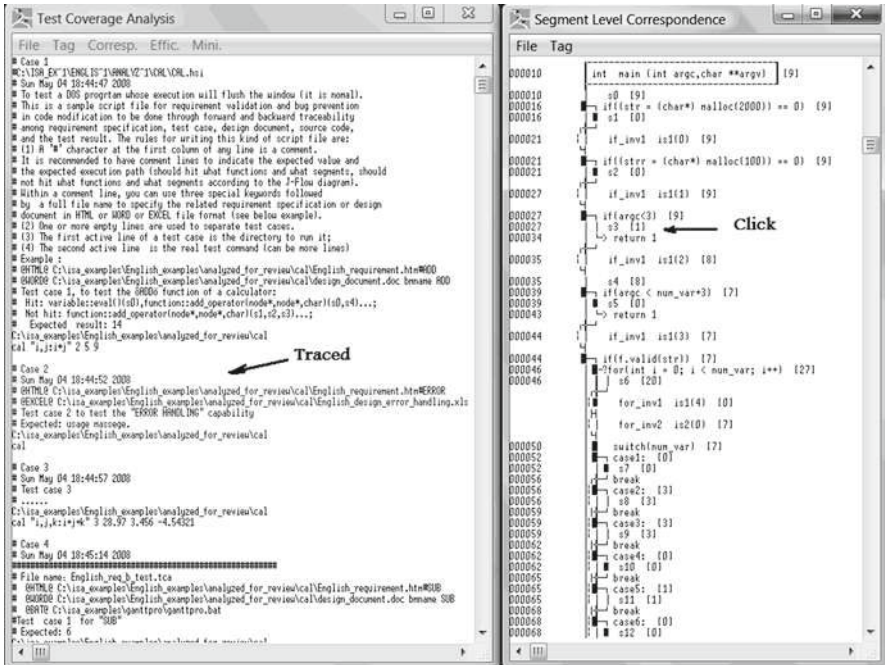 Test Coverage Analysis
File Tag Corresp. Effic. Mini.
# Case 1
#C:\ISA_EX~1\ENGLIS~1\ANALYZ~1\CAL\CAL.hsi
# Sun May 04 18:44:47 2008
# To test a DOS progrtam whose execution will flush the window (it is nomal).
# This is a sample script file for requirement validation and bug prevention
# in code modification to be done through forward and backward traceability
# among requirement specification, test case, design document, source code,
# and the test result. The rules for writing this kind of script file are:
# (1) A '#' character at the first column of any line is a comment.
# It is recommended to have comment lines to indicate the expected value and
# the expected execution path (should hit what functions and what segments, should
# not hit what functions and what segments according to the J-Flow diagram).
# Within a comment line, you can use three special keywords followed
# by a full file name to specify the related requirement specification or design
# document in HTML or WORD or EXCEL file format (see below example).
# (2) One or more empty lines are used to separate test cases.
# (3) The first active line of a test case is the directory to run it;
# (4) The second active line is the real test command (can be more lines)
# Example :
# @HTML@ C:\isa_examples\English_examples\analyzed_for_review\cal\English_requirement.htm#ADD
# @WORD@ C:\isa_examples\English_examples\analyzed_for_review\cal\design_document.doc bmname ADD
# Test case 1, to test the @ADD@ function of a calculator:
# Hit: variable::eval()(s0),function::add_operator(node*,node*,char)(s0,s4)...;
# Not hit: function::add_operator(node*,node*,char)(s1,s2,s3)...;
# Expected result: 14
C:\isa_examples\English_examples\analyzed_for_review\cal
cal "i,j:i+j" 2 5 9
Traced
# Case 2
# Sun May 04 18:44:52 2008
# @HTML@ C:\isa_examples\English_examples\analyzed_for_review\cal\English_requirement.htm#ERROR
# @EXCEL@ C:\isa_examples\English_examples\analyzed_for_review\cal\English_design_error_handling.xls
# Test case 2 to test the "ERROR HANDLING" capability
# Expected: usage massege.
C:\isa_examples\English_examples\analyzed_for_review\cal
cal
# Case 3
# Sun May 04 18:44:57 2008
# Test case 3
# ......
C:\isa_examples\English_examples\analyzed_for_review\cal
cal "i,j,k:i+j+k" 3 28.97 3.456 -4.54321
# Case 4
# Sun May 04 18:45:14 2008
# File name: English_req_b_test.tca
# @HTML@ C:\isa_examples\English_examples\analyzed_for_review\cal\English_requirement.htm#SUB
# @WORD@ C:\isa_examples\English_examples\analyzed_for_review\cal\design_document.doc bmname SUB
# @BAT@ C:\isa_examples\ganttpro\ganttpro.bat
#Test case 1 for "SUB"
# Expected: 6
Segment Level Correspondence
File Tag
000010 int main (int argc,char **argv) [9]
000010 s0 [9]
000016 if((str = (char*) malloc(2000)) == 0) [9]
000016 s1 [0]
000021 if_inv1 is1(0) [9]
000021 if((strr = (char*) malloc(100)) == 0) [9]
000021 s2 [0]
000027 if_inv1 is1(1) [9]
000027 if(argc<3) [9]
000027 s3 [1]
Click
000034 return 1
000035 if_inv1 is1(2) [8]
000035 s4 [8]
000039 if(argc < num_var+3) [7]
000039 s5 [0]
000043 return 1
000044 if_inv1 is1(3) [7]
000044 if(f.valid(str)) [7]
000046 for(int i = 0; i < num_var; i++) [27]
000046 s6 [20]
for_inv1 is1(4) [0]
for_inv2 is2(0) [7]
000050 switch(num_var) [7]
000052 case1: [0]
000052 s7 [0]
000056 break
000056 case2: [3]
000056 s8 [3]
000059 break
000059 case3: [3]
000059 s9 [3]
000062 break
000062 case4: [0]
000062 s10 [0]
000065 break
000065 case5: [1]
000065 s11 [1]
000068 break
000068 case6: [0]
000068 s12 [0]